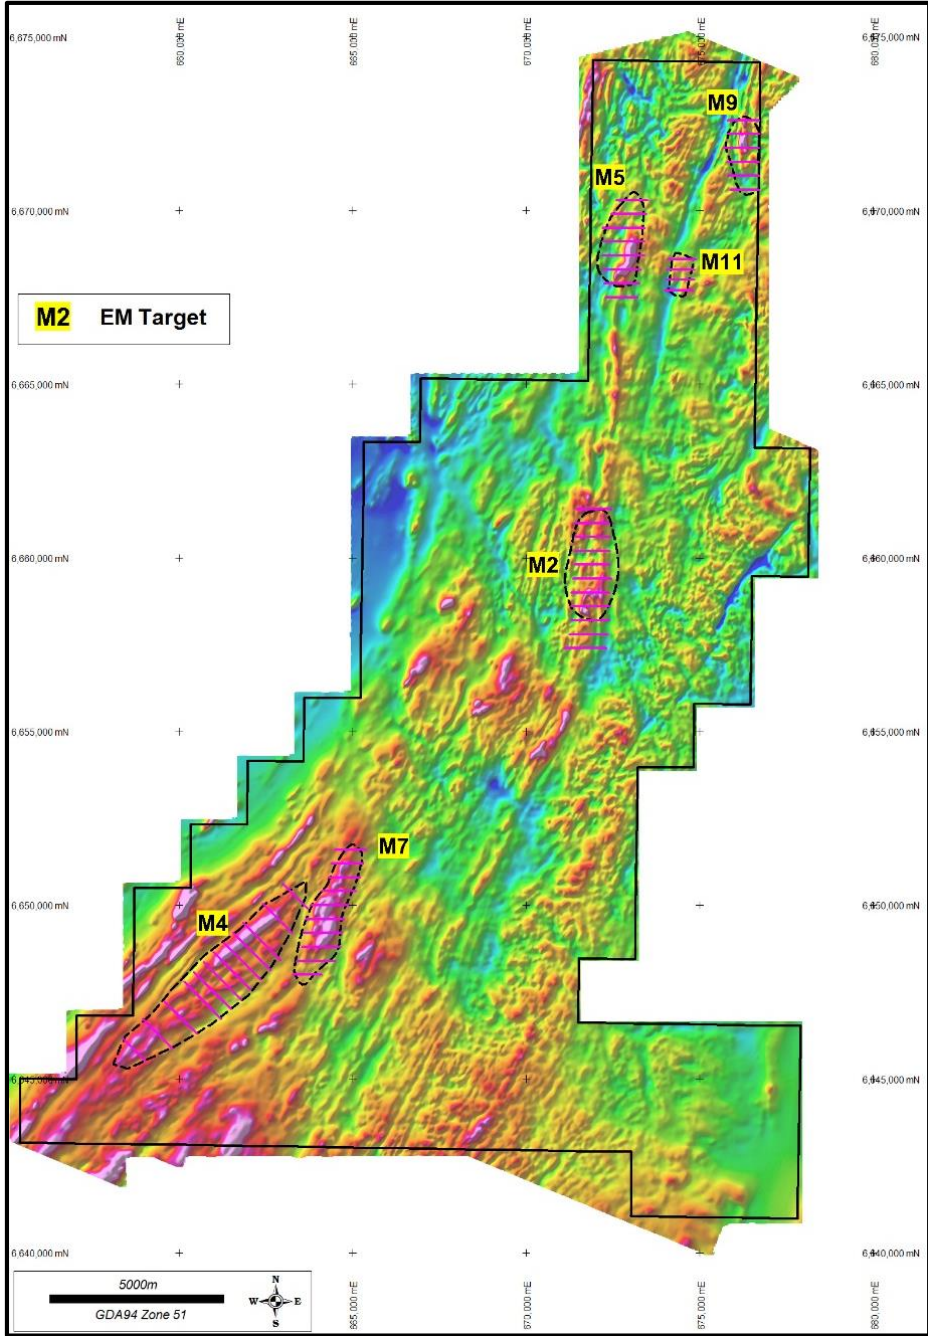 660,000 mE
665,000 mE
670,000 mE
675,000 mE
680,000 mE
6,675,000 mN
6,675,000 mN
M9
M5
6,670,000 mN
6,670,000 mN
M11
M2 EM Target
6,665,000 mN
6,665,000 mN
6,660,000 mN
M2
6,660,000 mN
6,655,000 mN
6,655,000 mN
M7
6,650,000 mN
M4
6,650,000 mN
6,645,000 mN
6,645,000 mN
6,640,000 mN
6,640,000 mN
5000m
GDA94 Zone 51
N
W E
S
665,000 mE
670,000 mE
675,000 mE
680,000 mE